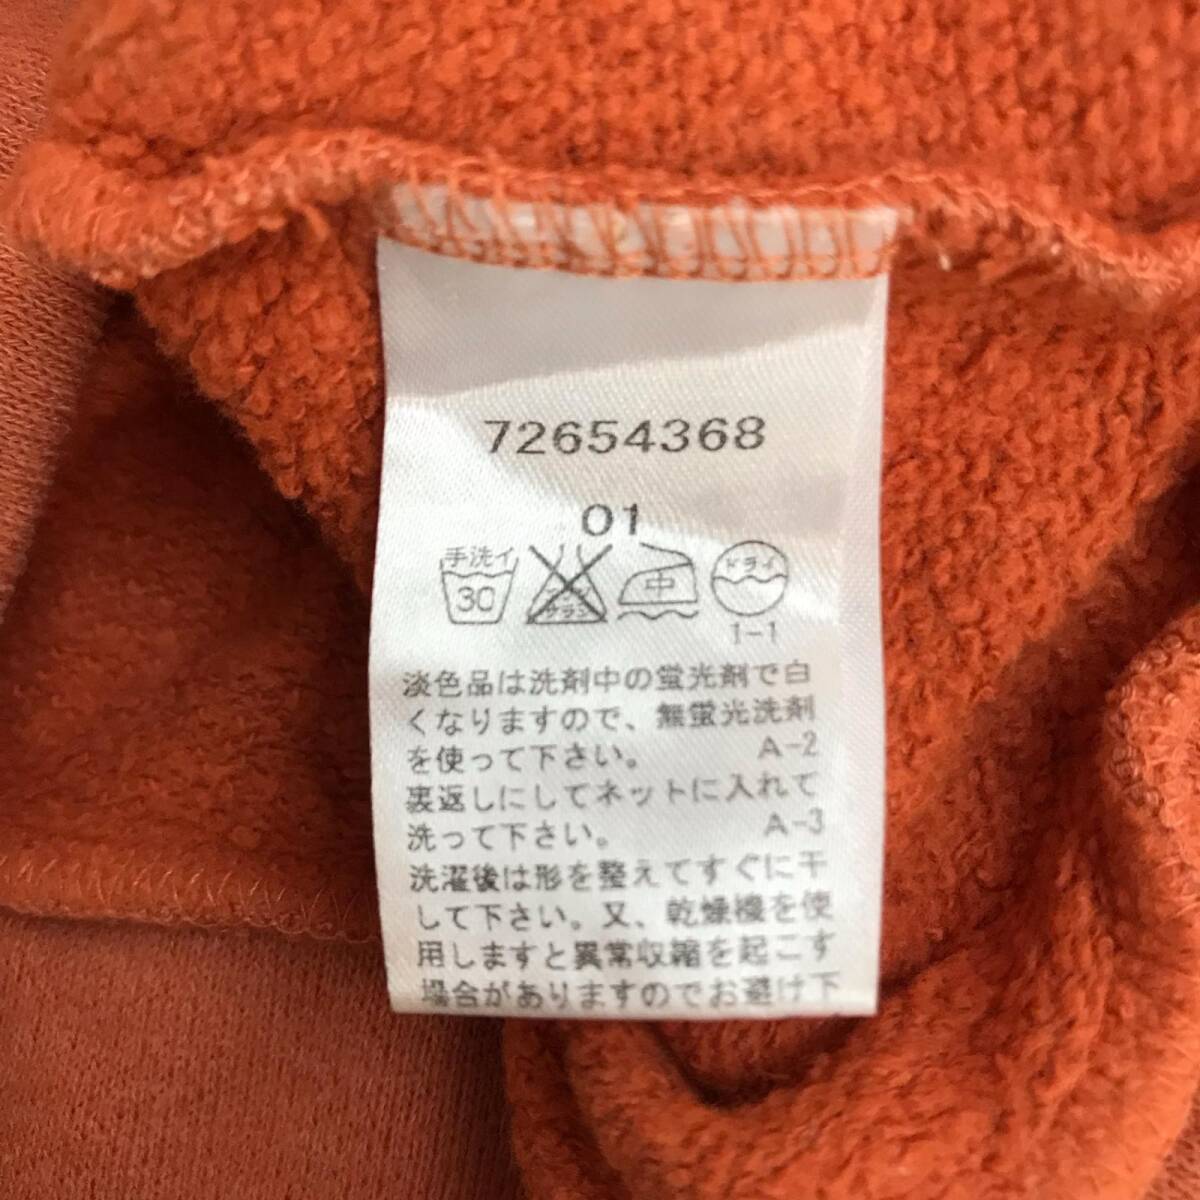 72654368
01
手洗イ
30
エンソ
サラシ
中
ドライ
1-1
淡色品は洗剤中の蛍光剤で白
くなりますので、無蛍光洗剤
を使って下さい。 A-2
裏返しにしてネットに入れて
洗って下さい。 A-3
洗濯後は形を整えてすぐに干
して下さい。又、乾燥機を使
用しますと異常収縮を起こす
場合がありますのでお避け下